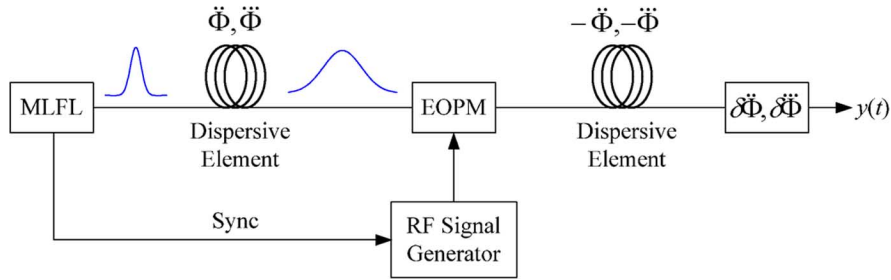 Φ̈, Φ⃛
−Φ̈, −Φ⃛
MLFL
EOPM
δΦ̈, δΦ⃛
y(t)
Dispersive
Element
Dispersive
Element
Sync
RF Signal
Generator